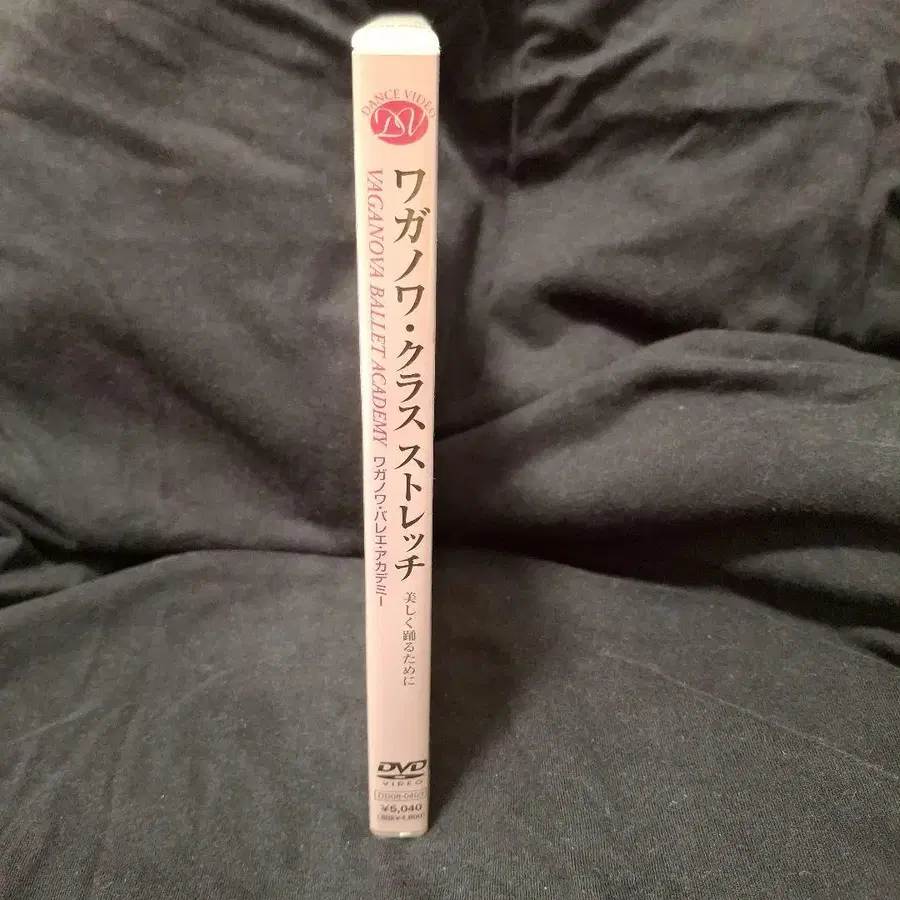 DANCE VIDEO
DV
ワガノワ・クラス ストレッチ
美しく踊るために
VAGANOVA BALLET ACADEMY
ワガノワ・バレエ・アカデミー
DVD
VIDEO
¥5,040